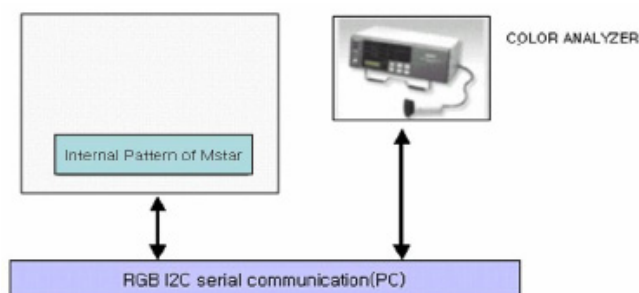 COLOR ANALYZER
Internal Pattern of Mstar
RGB I2C serial communication(PC)